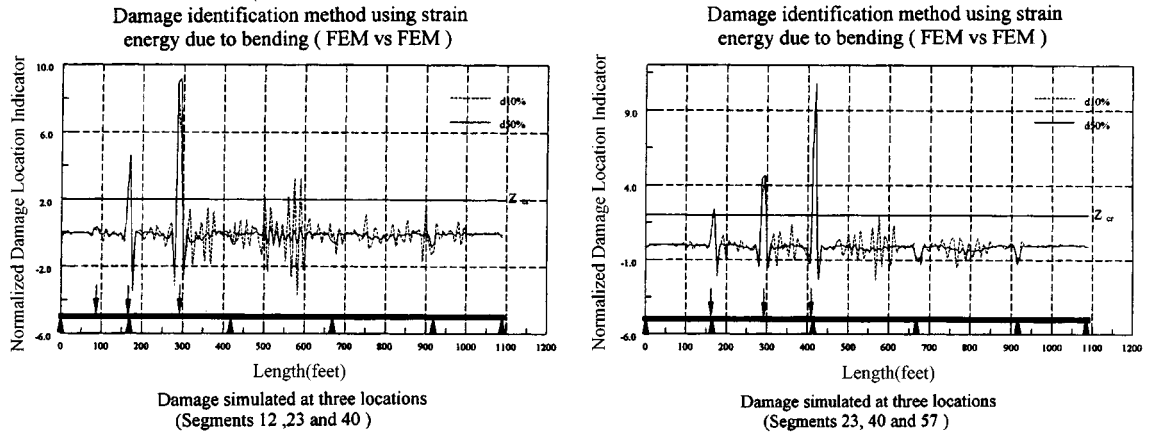 Damage identification method using strain
energy due to bending ( FEM vs FEM )
Normalized Damage Location Indicator
10.0
6.0
2.0
-2.0
-6.0
d10%
d50%
Z cr
0 100 200 300 400 500 600 700 800 900 1000 1100 1200
Length(feet)
Damage simulated at three locations
(Segments 12 ,23 and 40 )
Damage identification method using strain
energy due to bending ( FEM vs FEM )
Normalized Damage Location Indicator
9.0
4.0
-1.0
-6.0
d10%
d50%
Z cr
0 100 200 300 400 500 600 700 800 900 1000 1100 1200
Length(feet)
Damage simulated at three locations
(Segments 23, 40 and 57 )